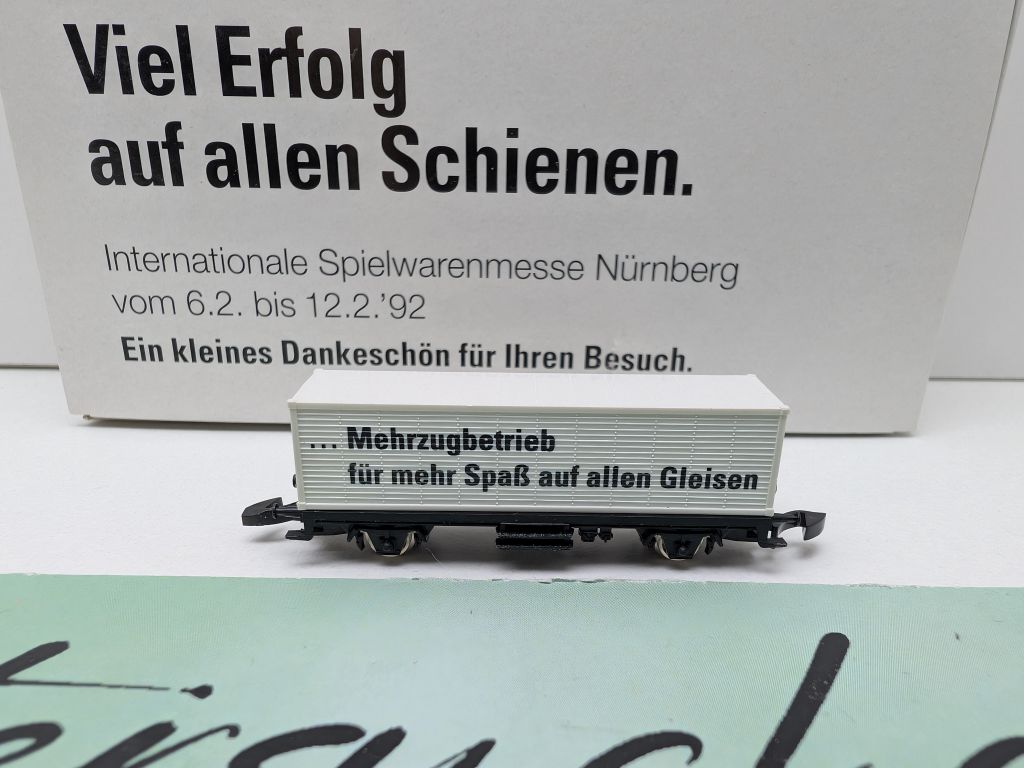 Viel Erfolg
auf allen Schienen.
Internationale Spielwarenmesse Nürnberg
vom 6.2. bis 12.2.'92
Ein kleines Dankeschön für Ihren Besuch.
... Mehrzugbetrieb
für mehr Spaß auf allen Gleisen